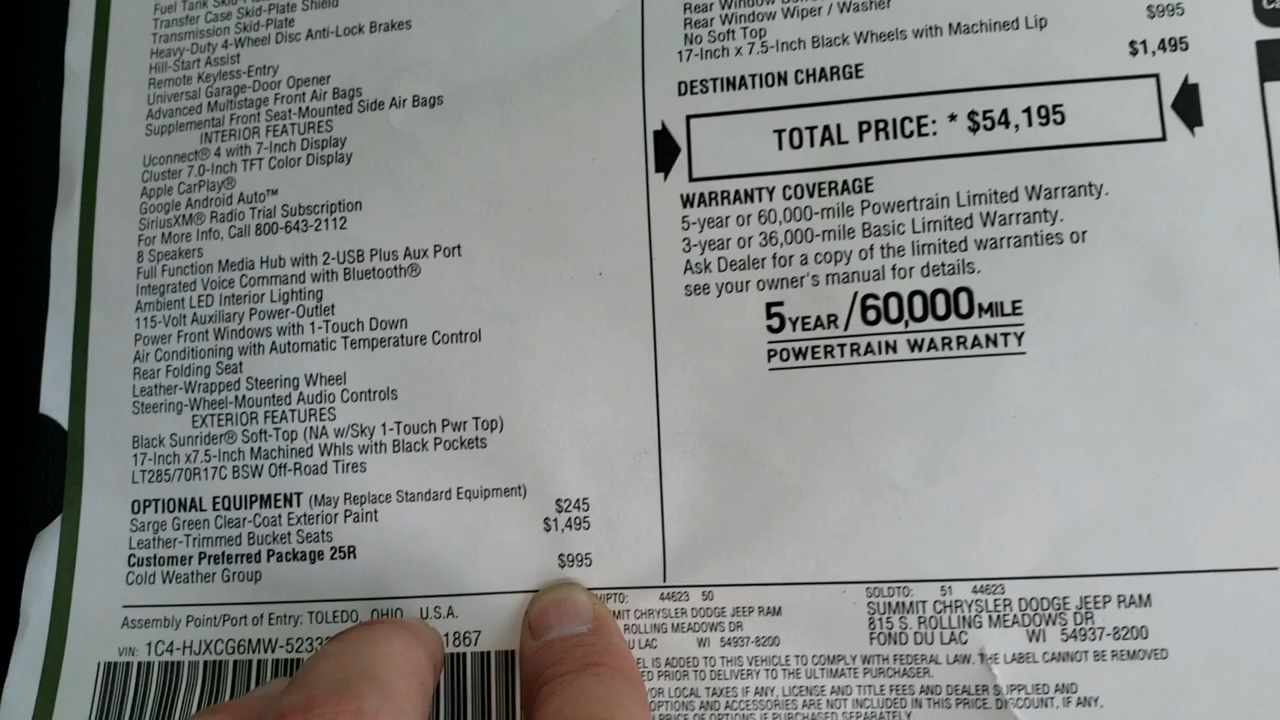 Fuel Tank Skid-Plate
Transfer Case Skid-Plate Shield
Transmission Skid-Plate
Heavy-Duty 4-Wheel Disc Anti-Lock Brakes
Hill-Start Assist
Remote Keyless-Entry
Universal Garage-Door Opener
Advanced Multistage Front Air Bags
Supplemental Front Seat-Mounted Side Air Bags
INTERIOR FEATURES
Uconnect® 4 with 7-Inch Display
Cluster 7.0-Inch TFT Color Display
Apple CarPlay®
Google Android Auto™
SiriusXM® Radio Trial Subscription
For More Info, Call 800-643-2112
8 Speakers
Full Function Media Hub with 2-USB Plus Aux Port
Integrated Voice Command with Bluetooth®
Ambient LED Interior Lighting
115-Volt Auxiliary Power-Outlet
Power Front Windows with 1-Touch Down
Air Conditioning with Automatic Temperature Control
Rear Folding Seat
Leather-Wrapped Steering Wheel
Steering-Wheel-Mounted Audio Controls
EXTERIOR FEATURES
Black Sunrider® Soft-Top (NA w/Sky 1-Touch Pwr Top)
17-Inch x7.5-Inch Machined Whls with Black Pockets
LT285/70R17C BSW Off-Road Tires
OPTIONAL EQUIPMENT (May Replace Standard Equipment)
Sarge Green Clear-Coat Exterior Paint $245
Leather-Trimmed Bucket Seats $1,495
Customer Preferred Package 25R
Cold Weather Group $995
Rear Window
Rear Window Wiper / Washer
No Soft Top
17-Inch x 7.5-Inch Black Wheels with Machined Lip $995
DESTINATION CHARGE $1,495
TOTAL PRICE: * $54,195
WARRANTY COVERAGE
5-year or 60,000-mile Powertrain Limited Warranty.
3-year or 36,000-mile Basic Limited Warranty.
Ask Dealer for a copy of the limited warranties or
see your owner's manual for details.
5 YEAR / 60,000 MILE
POWERTRAIN WARRANTY
Assembly Point/Port of Entry: TOLEDO, OHIO, U.S.A.
VIN: 1C4-HJXCG6MW-523 1867
44623 50
CHRYSLER DODGE JEEP RAM
ROLLING MEADOWS DR
LAC WI 54937-8200
SOLDTO: 51 44623
SUMMIT CHRYSLER DODGE JEEP RAM
815 S. ROLLING MEADOWS DR
FOND DU LAC WI 54937-8200
IS ADDED TO THIS VEHICLE TO COMPLY WITH FEDERAL LAW. THE LABEL CANNOT BE REMOVED
PRIOR TO DELIVERY TO THE ULTIMATE PURCHASER.
LOCAL TAXES IF ANY, LICENSE AND TITLE FEES AND DEALER SUPPLIED AND
OPTIONS AND ACCESSORIES ARE NOT INCLUDED IN THIS PRICE. DISCOUNT, IF ANY,
PRICE OF OPTIONS IF PURCHASED SEPARATELY